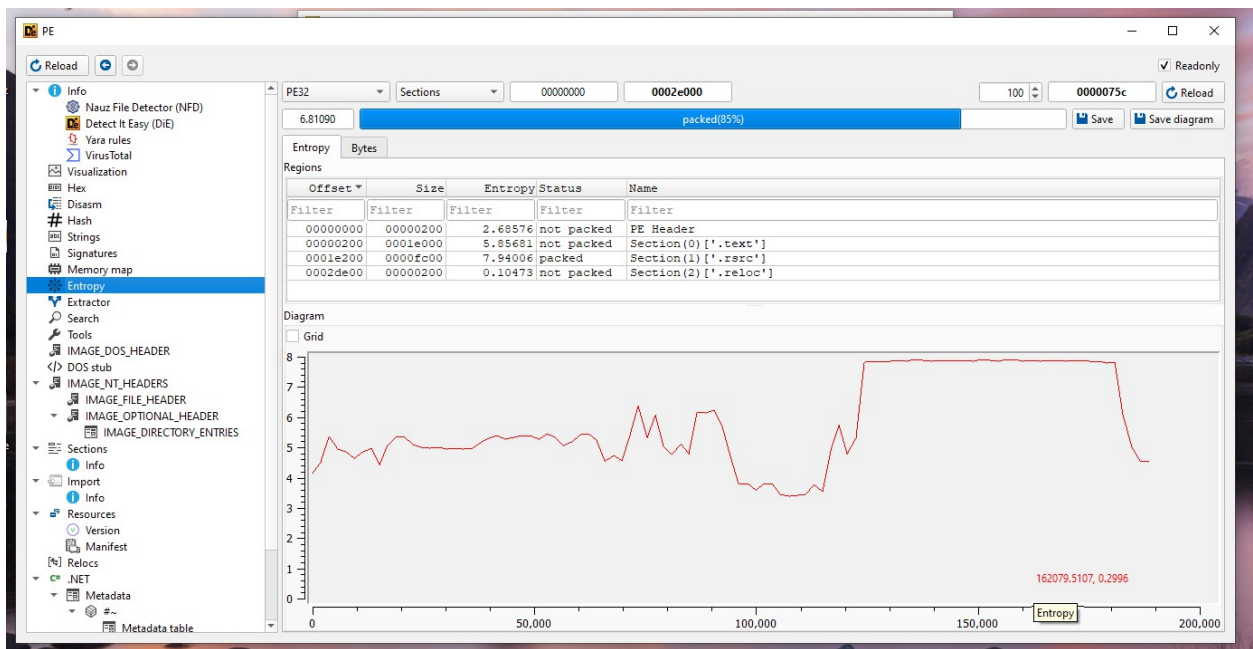 PE
Reload
Readonly
Info
Nauz File Detector (NFD)
Detect It Easy (DiE)
Yara rules
VirusTotal
Visualization
Hex
Disasm
Hash
Strings
Signatures
Memory map
Entropy
Extractor
Search
Tools
IMAGE_DOS_HEADER
DOS stub
IMAGE_NT_HEADERS
IMAGE_FILE_HEADER
IMAGE_OPTIONAL_HEADER
IMAGE_DIRECTORY_ENTRIES
Sections
Info
Import
Info
Resources
Version
Manifest
Relocs
.NET
Metadata
#~
Metadata table
PE32 Sections 00000000 0002e000 100 0000075c Reload
6.81090 packed(85%) Save Save diagram
Entropy Bytes
Regions
Offset Size Entropy Status Name
Filter Filter Filter Filter Filter
00000000 00000200 2.68576 not packed PE Header
00000200 0001e000 5.85681 not packed Section(0)['.text']
0001e200 0000fc00 7.94006 packed Section(1)['.rsrc']
0002de00 00000200 0.10473 not packed Section(2)['.reloc']
Diagram
Grid
8
7
6
5
4
3
2
1
0
162079.5107, 0.2996
Entropy
0 50,000 100,000 150,000 200,000